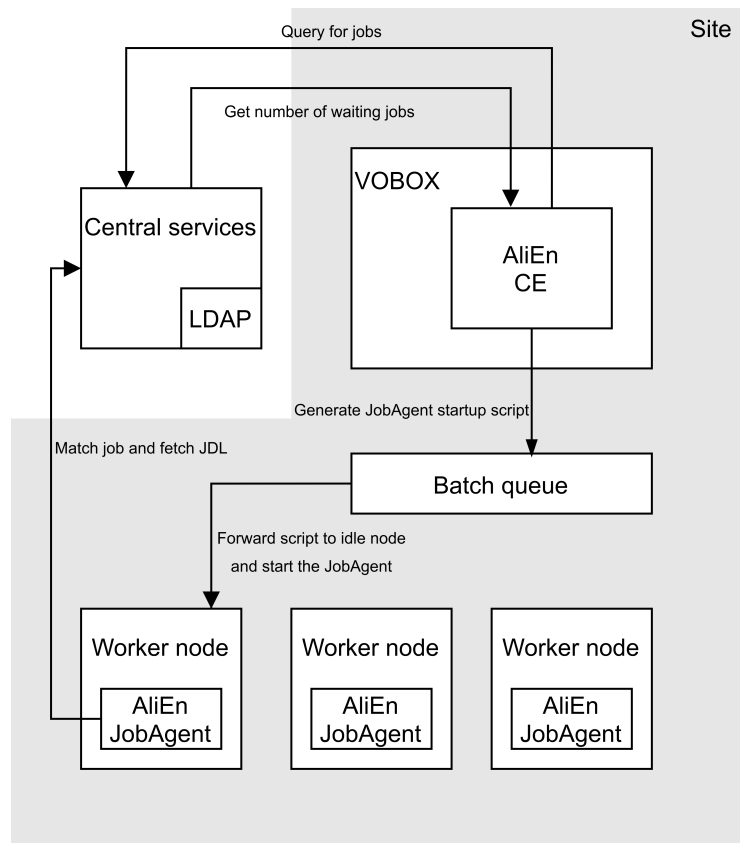 Site
Query for jobs
Get number of waiting jobs
VOBOX
Central services
AliEn
CE
LDAP
Generate JobAgent startup script
Match job and fetch JDL
Batch queue
Forward script to idle node
and start the JobAgent
Worker node
AliEn
JobAgent
Worker node
AliEn
JobAgent
Worker node
AliEn
JobAgent